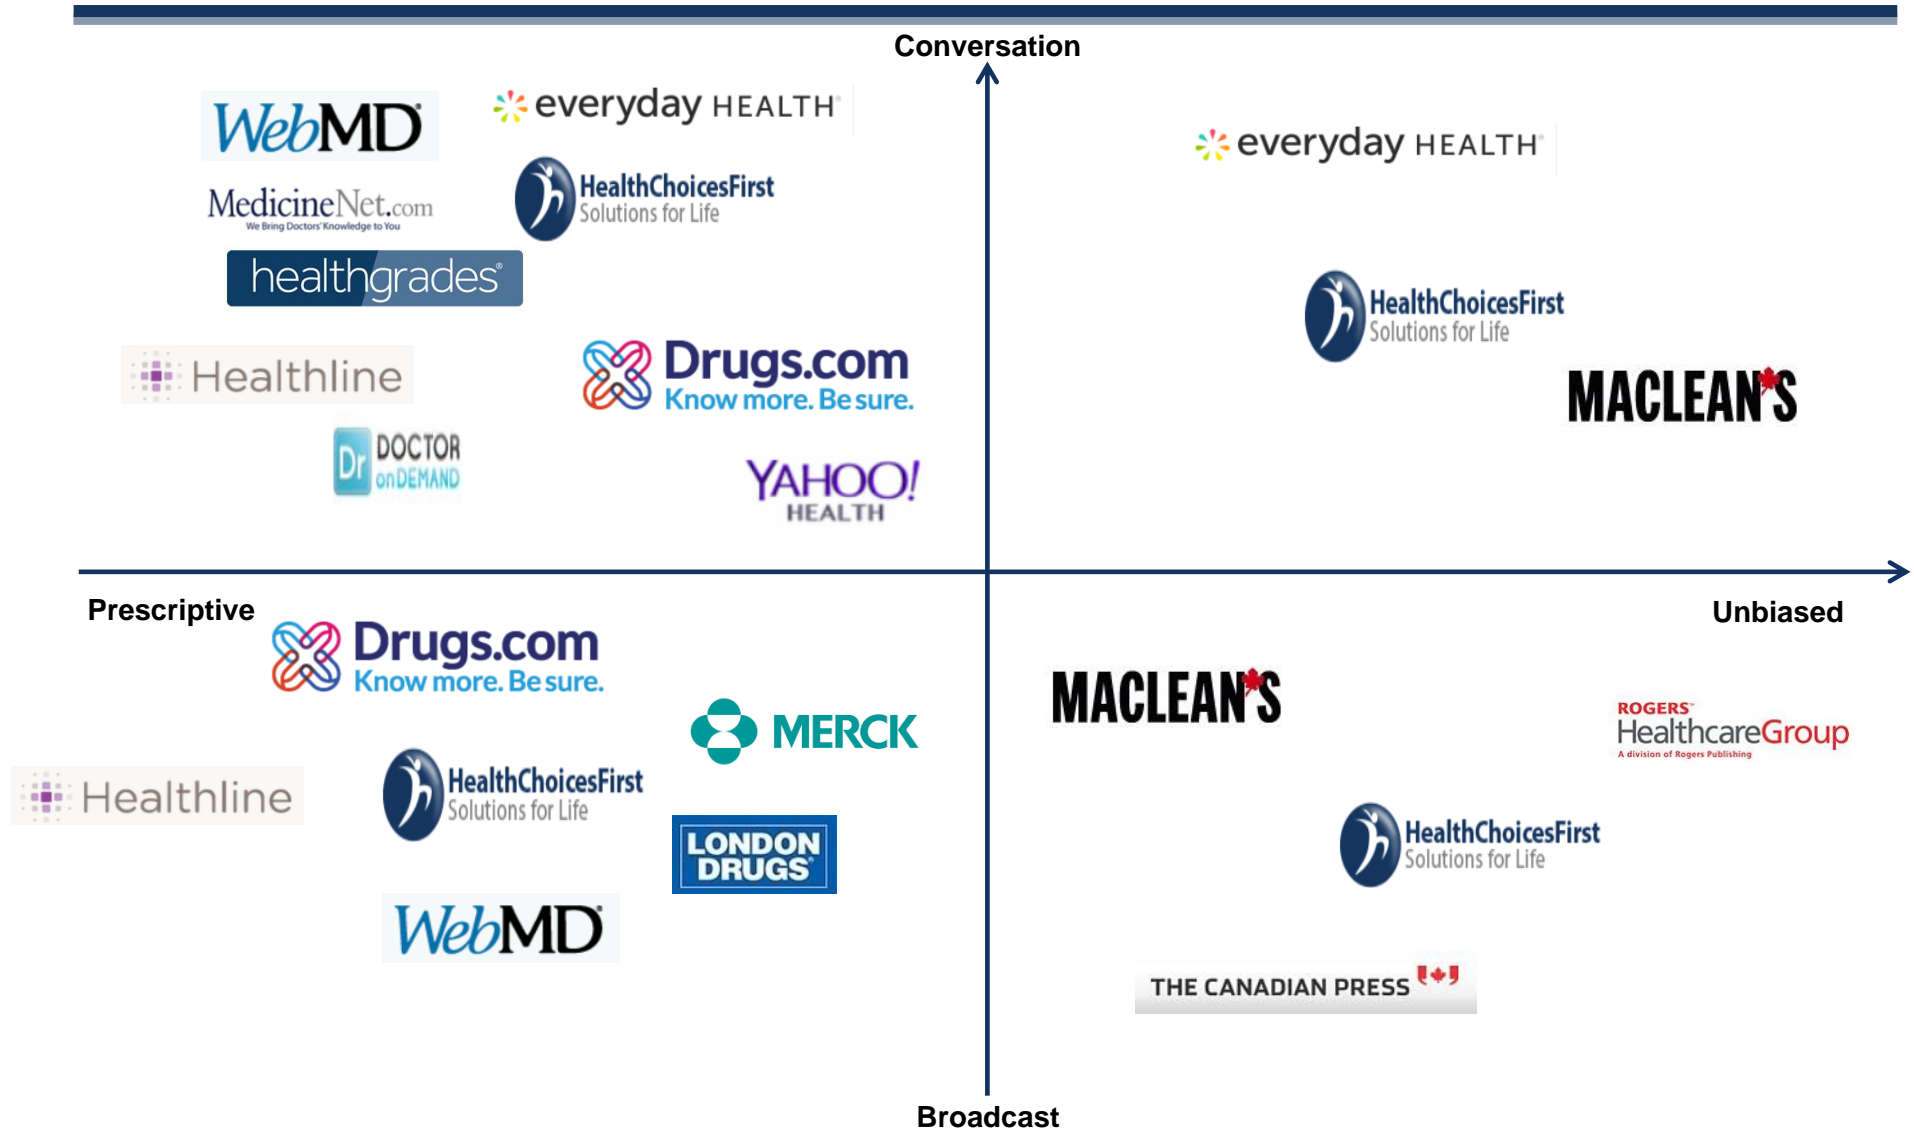 Conversation
WebMD
everyday HEALTH
everyday HEALTH
MedicineNet.com
We Bring Doctors' Knowledge to You
HealthChoicesFirst
Solutions for Life
healthgrades®
HealthChoicesFirst
Solutions for Life
Healthline
Drugs.com
Know more. Be sure.
MACLEAN'S
Dr DOCTOR
onDEMAND
YAHOO!
HEALTH
Prescriptive
Unbiased
Drugs.com
Know more. Be sure.
MACLEAN'S
MERCK
ROGERS™
HealthcareGroup
A division of Rogers Publishing
Healthline
HealthChoicesFirst
Solutions for Life
LONDON
DRUGS
HealthChoicesFirst
Solutions for Life
WebMD
THE CANADIAN PRESS
Broadcast